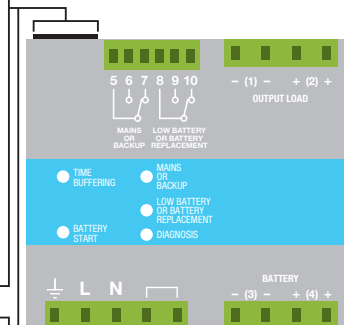 5 6 7 8 9 10
MAINS
OR
BACKUP
LOW BATTERY
OR BATTERY
REPLACEMENT
– (1) – + (2) +
OUTPUT LOAD
TIME
BUFFERING
MAINS
OR
BACKUP
LOW BATTERY
OR BATTERY
REPLACEMENT
BATTERY
START
DIAGNOSIS
L N
BATTERY
– (3) – + (4) +